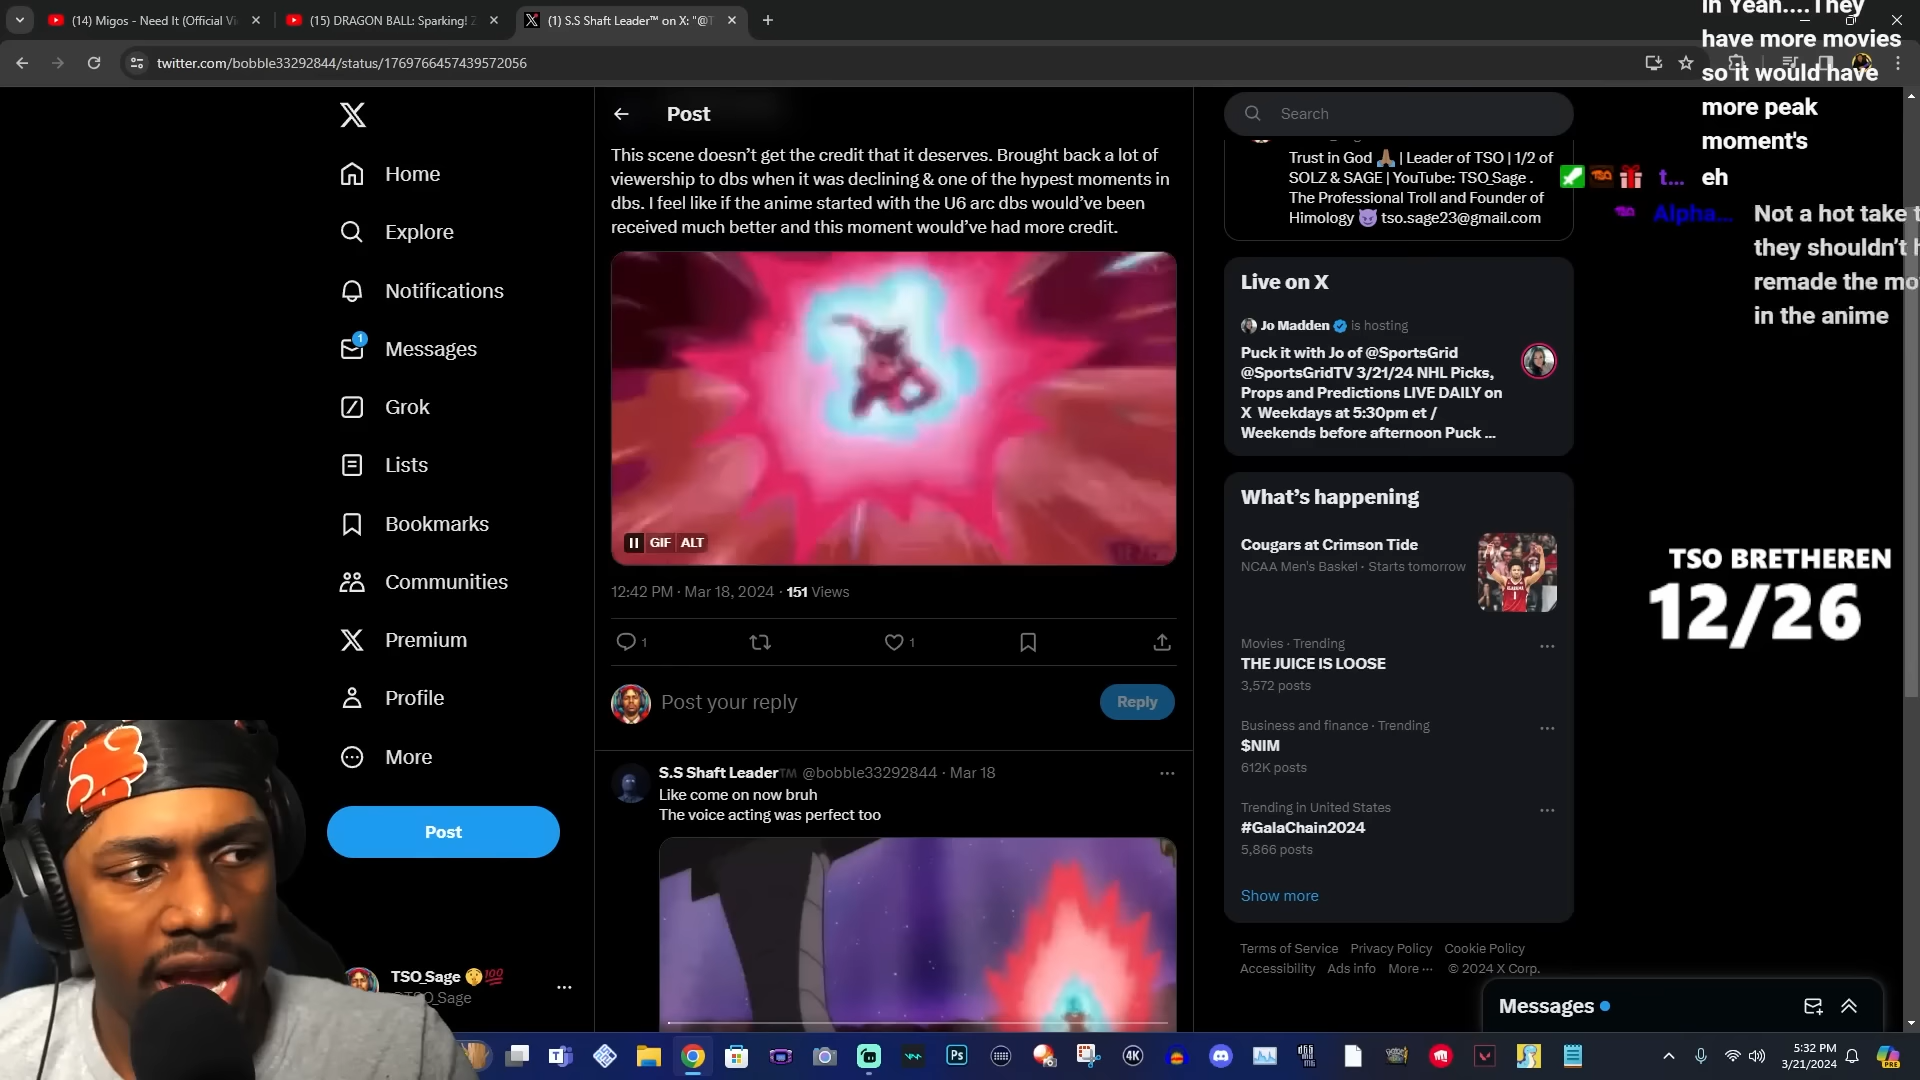 (14) Migos - Need It (Official Vi
(15) DRAGON BALL: Sparking! Z
(1) S.S Shaft Leader™ on X: "@T
twitter.com/bobble33292844/status/1769766457439572056
in Yeah....They
have more movies
so it would have
more peak
moment's
t... eh
Alpha... Not a hot take t
they shouldn't h
remade the mo
in the anime
TSO BRETHEREN
12/26
Home
Explore
Notifications
1
Messages
Grok
Lists
Bookmarks
Communities
Premium
Profile
More
Post
TSO_Sage 100
@TSO_Sage
Post
This scene doesn't get the credit that it deserves. Brought back a lot of
viewership to dbs when it was declining & one of the hypest moments in
dbs. I feel like if the anime started with the U6 arc dbs would've been
received much better and this moment would've had more credit.
GIF ALT
12:42 PM · Mar 18, 2024 · 151 Views
1
1
Post your reply
Reply
S.S Shaft Leader™ @bobble33292844 · Mar 18
Like come on now bruh
The voice acting was perfect too
Search
Trust in God | Leader of TSO | 1/2 of
SOLZ & SAGE | YouTube: TSO_Sage .
The Professional Troll and Founder of
Himology tso.sage23@gmail.com
Live on X
Jo Madden is hosting
Puck it with Jo of @SportsGrid
@SportsGridTV 3/21/24 NHL Picks,
Props and Predictions LIVE DAILY on
X Weekdays at 5:30pm et /
Weekends before afternoon Puck ...
What's happening
Cougars at Crimson Tide
NCAA Men's Basket · Starts tomorrow
Movies · Trending
THE JUICE IS LOOSE
3,572 posts
Business and finance · Trending
$NIM
612K posts
Trending in United States
#GalaChain2024
5,866 posts
Show more
Terms of Service Privacy Policy Cookie Policy
Accessibility Ads info More ··· © 2024 X Corp.
Messages
Ps
4K
5:32 PM
3/21/2024
PRE